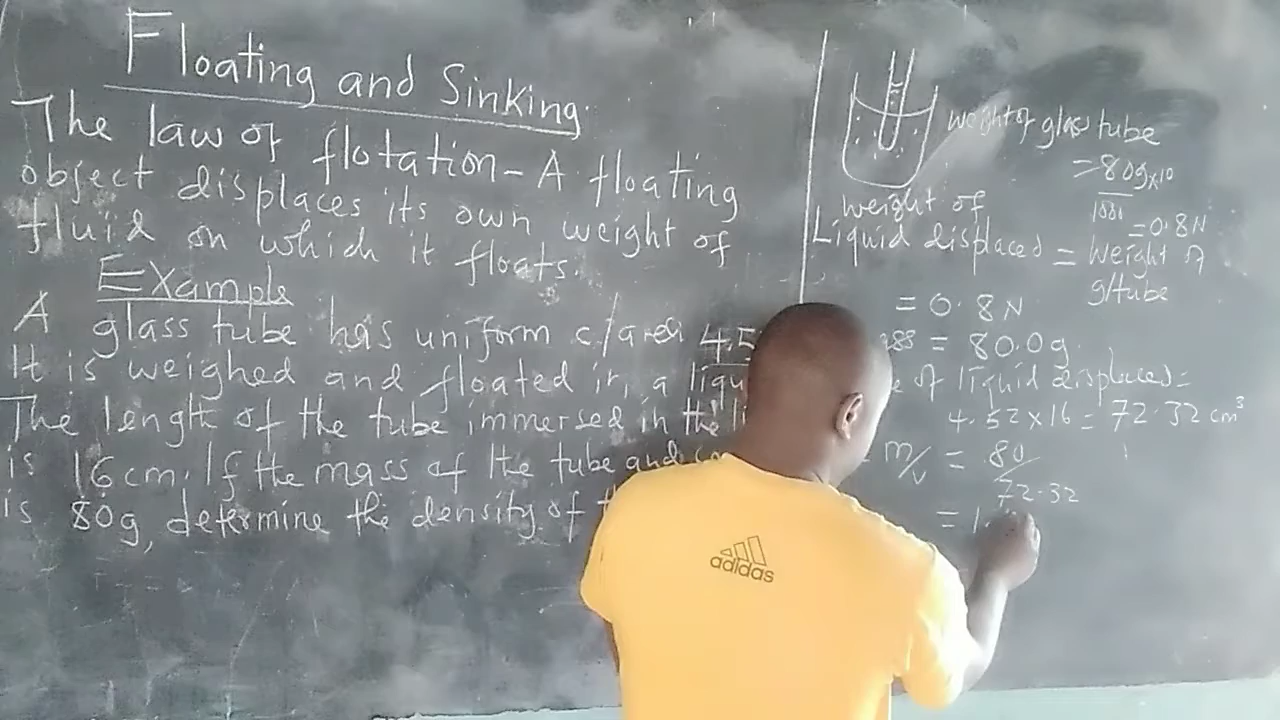 Floating and Sinking.
The law of flotation - A floating
object displaces its own weight of
fluid on which it floats.
Example
A glass tube has uniform c/area 4.5
It is weighed and floated in a
The length of the tube immersed in the
is 16cm. If the mass of the tube and
is 80g, determine the density of
weight of glass tube
= 80g x10
1000
= 0.8N
weight of
Liquid displaced = weight of
g/tube
= 0.8N
= 80.0g.
of liquid displaced =
4.52 x 16 = 72.32 cm³
m/v = 80
72.32
= 1.
adidas